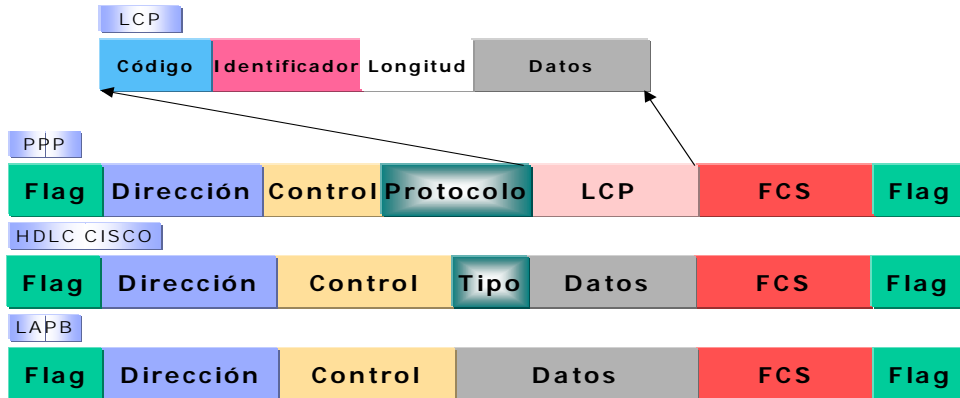 LCP
Código Identificador Longitud Datos
PPP
Flag Dirección Control Protocolo LCP FCS Flag
HDLC CISCO
Flag Dirección Control Tipo Datos FCS Flag
LAPB
Flag Dirección Control Datos FCS Flag